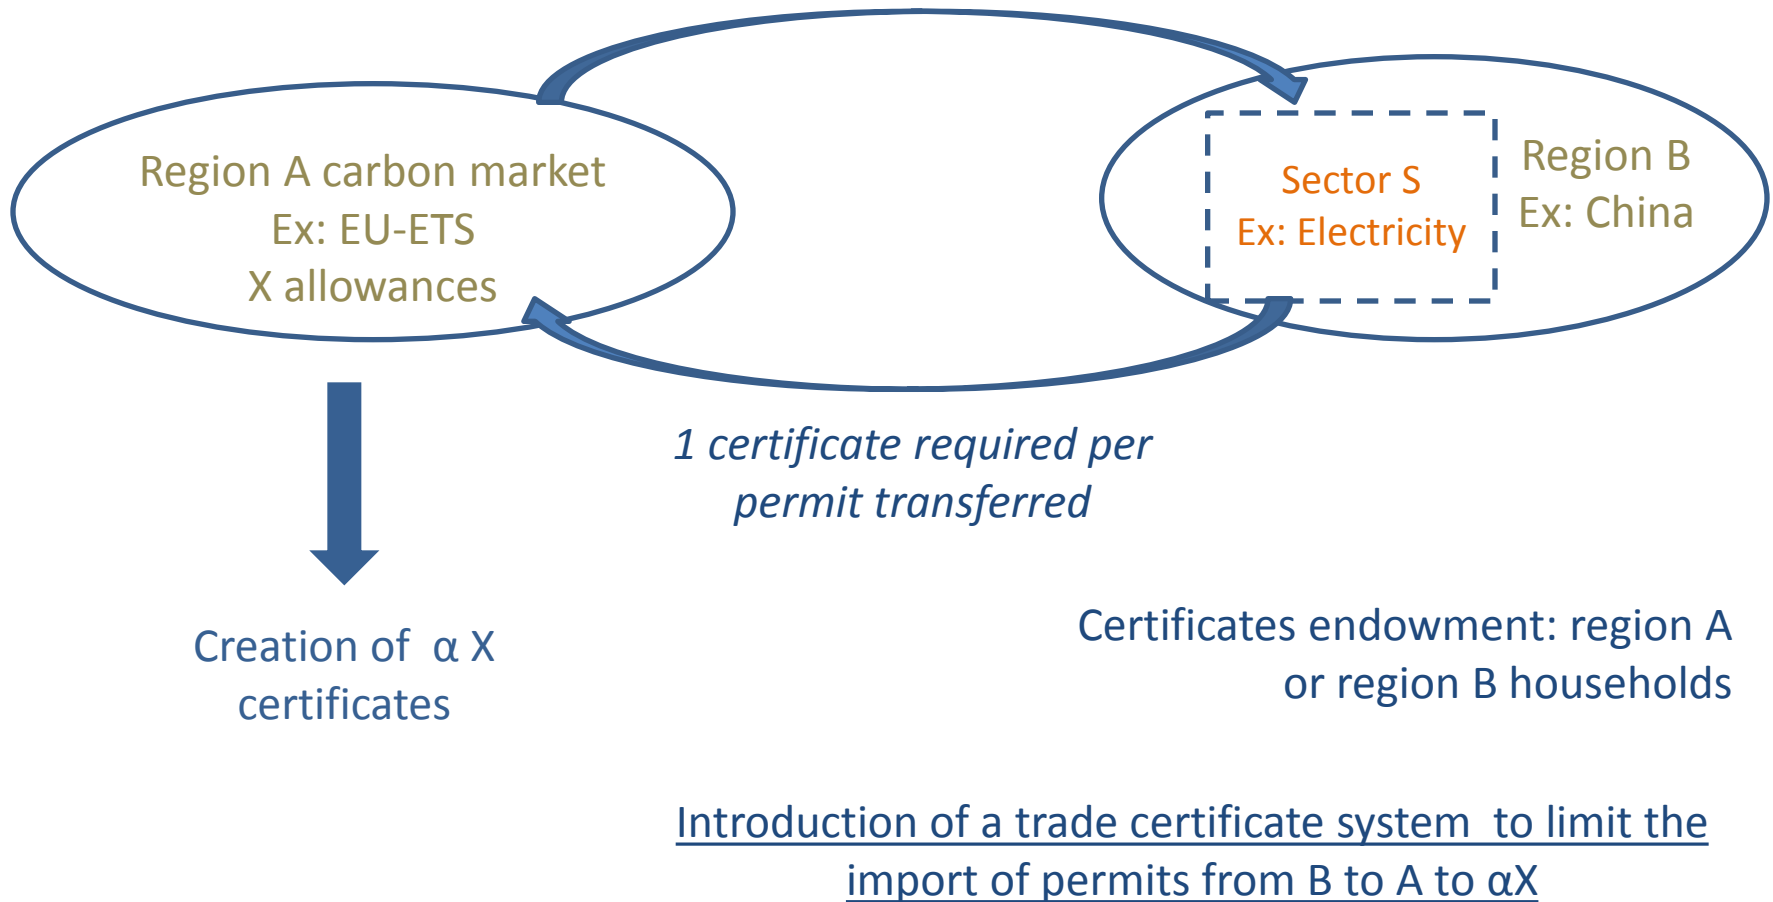 Region A carbon market
Ex: EU-ETS
X allowances
Sector S
Ex: Electricity
Region B
Ex: China
1 certificate required per
permit transferred
Creation of α X
certificates
Certificates endowment: region A
or region B households
Introduction of a trade certificate system to limit the
import of permits from B to A to αX